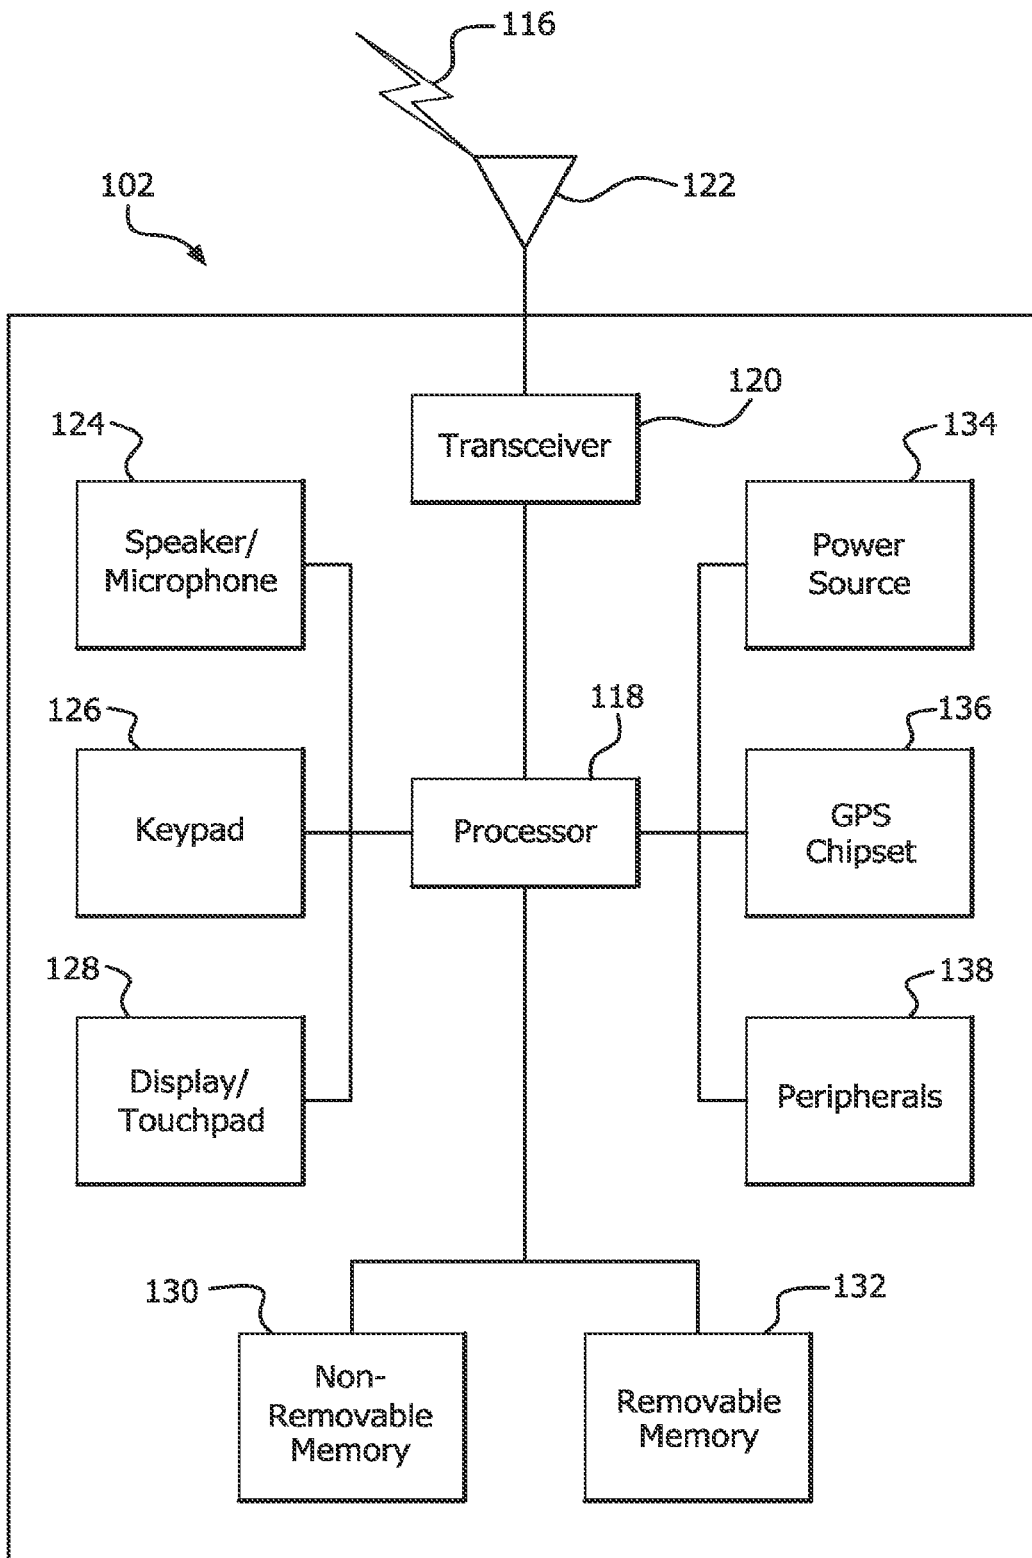 116
122
102
120
Transceiver
124
Speaker/
Microphone
134
Power
Source
118
Processor
126
Keypad
136
GPS
Chipset
128
Display/
Touchpad
138
Peripherals
130
Non-
Removable
Memory
132
Removable
Memory